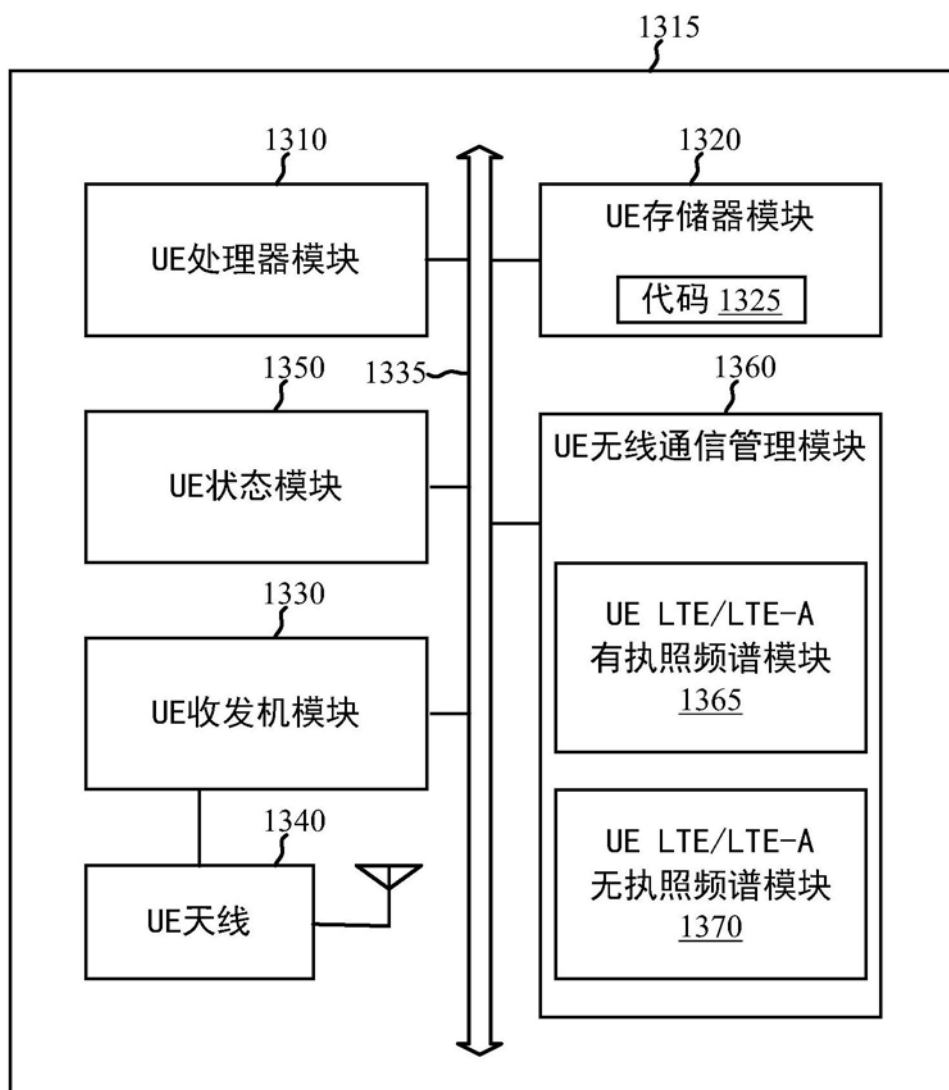 1315
1310
UE处理器模块
1320
UE存储器模块
代码 1325
1350
UE状态模块
1335
1360
UE无线通信管理模块
UE LTE/LTE-A
有执照频谱模块
1365
1330
UE收发机模块
UE LTE/LTE-A
无执照频谱模块
1370
1340
UE天线